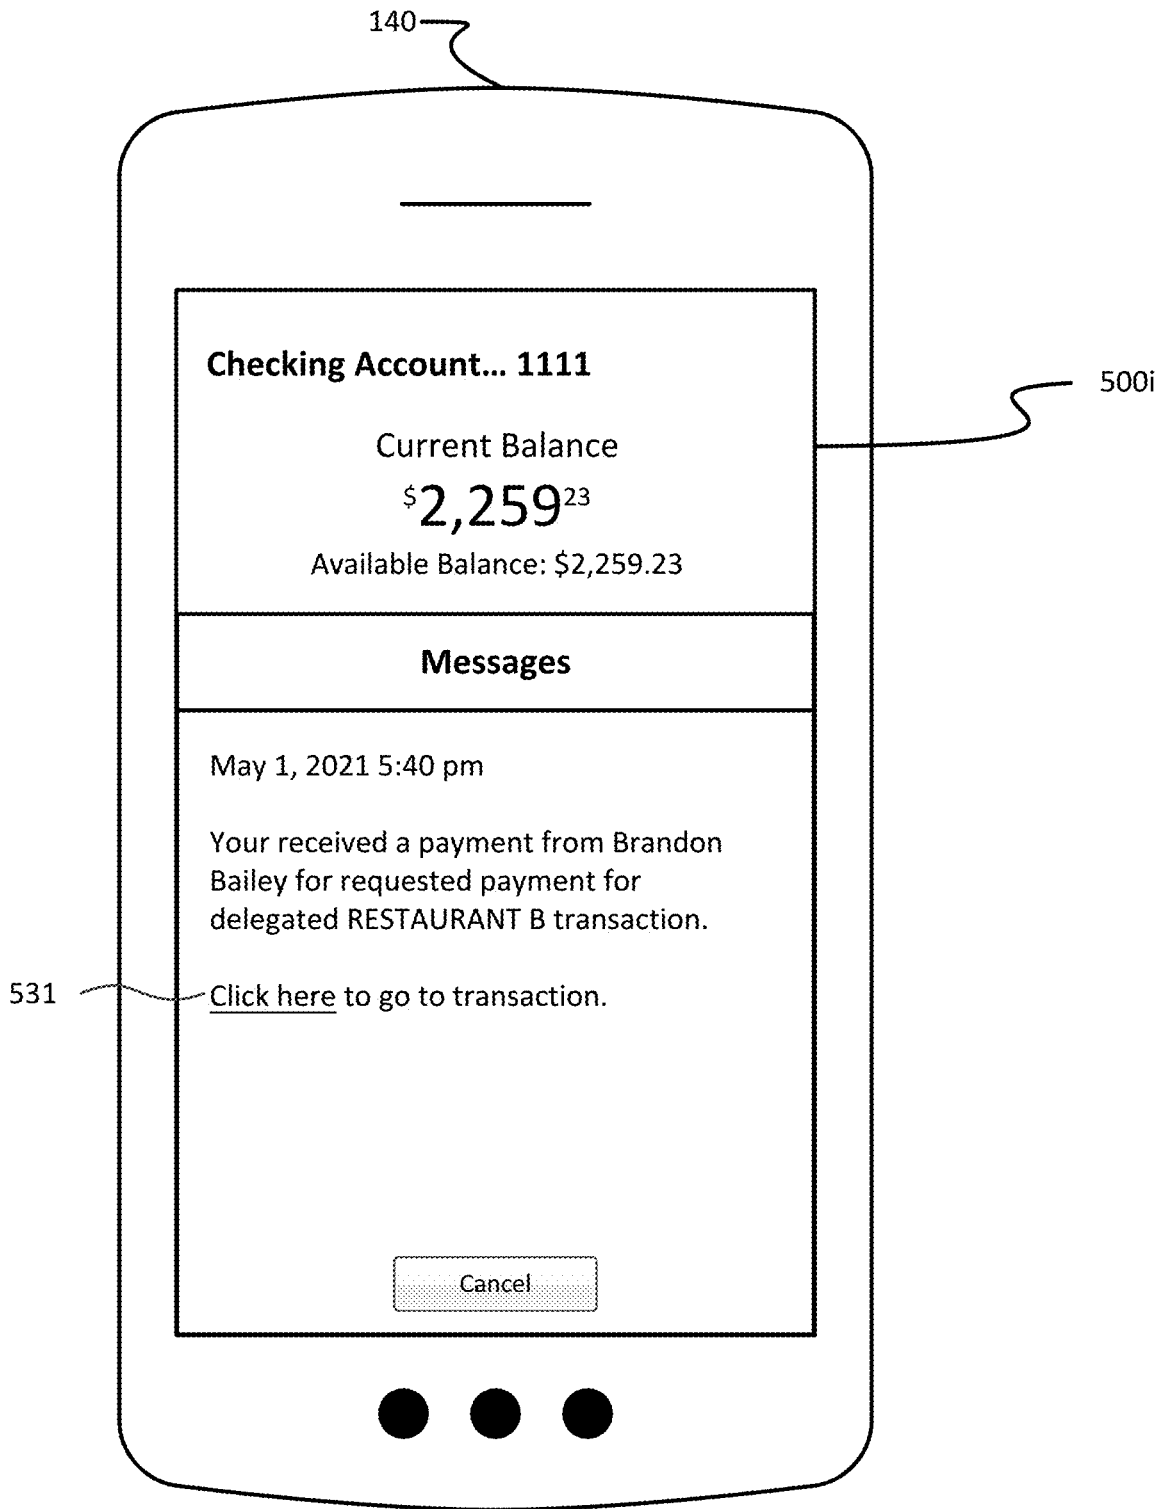 140
Checking Account... 1111
500i
Current Balance
$2,259 23
Available Balance: $2,259.23
Messages
May 1, 2021 5:40 pm
Your received a payment from Brandon
Bailey for requested payment for
delegated RESTAURANT B transaction.
531
Click here to go to transaction.
Cancel